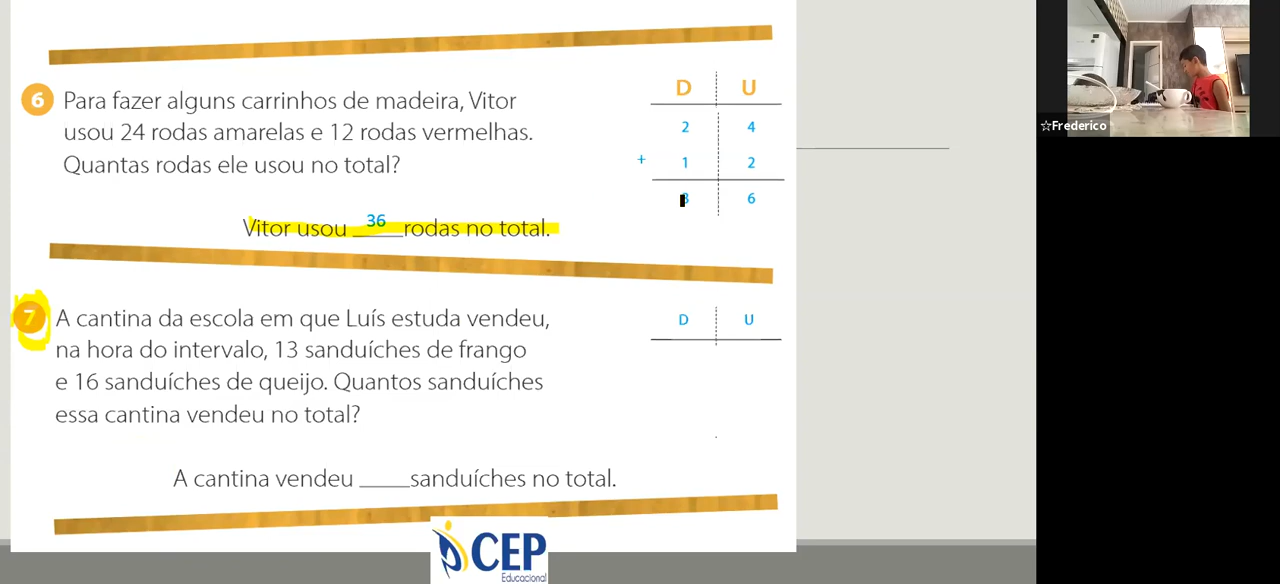 6 Para fazer alguns carrinhos de madeira, Vitor
usou 24 rodas amarelas e 12 rodas vermelhas.
Quantas rodas ele usou no total?
Vitor usou 36 rodas no total.
D U
2 4
+ 1 2
3 6
7 A cantina da escola em que Luís estuda vendeu,
na hora do intervalo, 13 sanduíches de frango
e 16 sanduíches de queijo. Quantos sanduíches
essa cantina vendeu no total?
D U
A cantina vendeu _____ sanduíches no total.
CEP
Educacional
☆Frederico